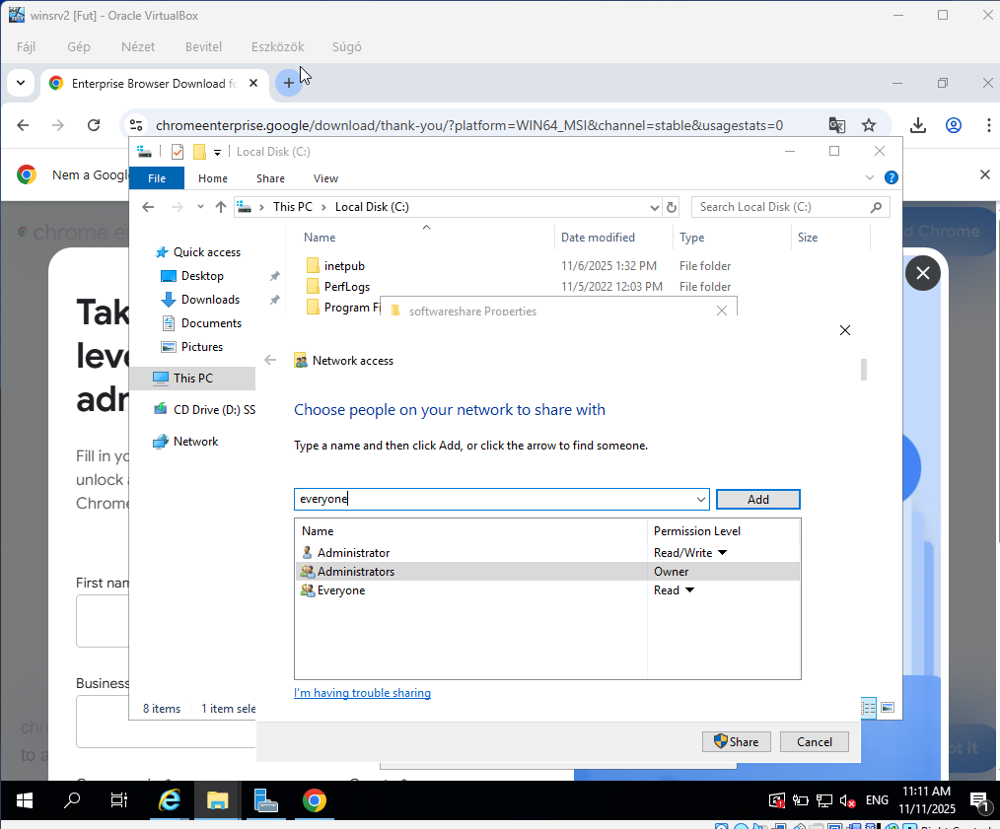 winsrv2 [Fut] - Oracle VirtualBox
Fájl Gép Nézet Bevitel Eszközök Súgó
Enterprise Browser Download fo
chromeenterprise.google/download/thank-you/?platform=WIN64_MSI&channel=stable&usagestats=0
Local Disk (C:)
Nem a Googl
File Home Share View
This PC > Local Disk (C:)
Search Local Disk (C:)
chrome en
d Chrome
Name Date modified Type Size
Quick access
inetpub 11/6/2025 1:32 PM File folder
Desktop
PerfLogs 11/5/2022 12:03 PM File folder
Downloads
Program Fi
softwareshare Properties
Tak
Documents
Pictures
leve
Network access
This PC
adm
Choose people on your network to share with
CD Drive (D:) SS
Network
Type a name and then click Add, or click the arrow to find someone.
Fill in yo
unlock a
Chrome
everyone
Add
Name Permission Level
Administrator Read/Write
Administrators Owner
First nam
Everyone Read
Business
I'm having trouble sharing
8 items 1 item sele
chr
Share
Cancel
to a
ot it
11:11 AM
ENG
11/11/2025
1